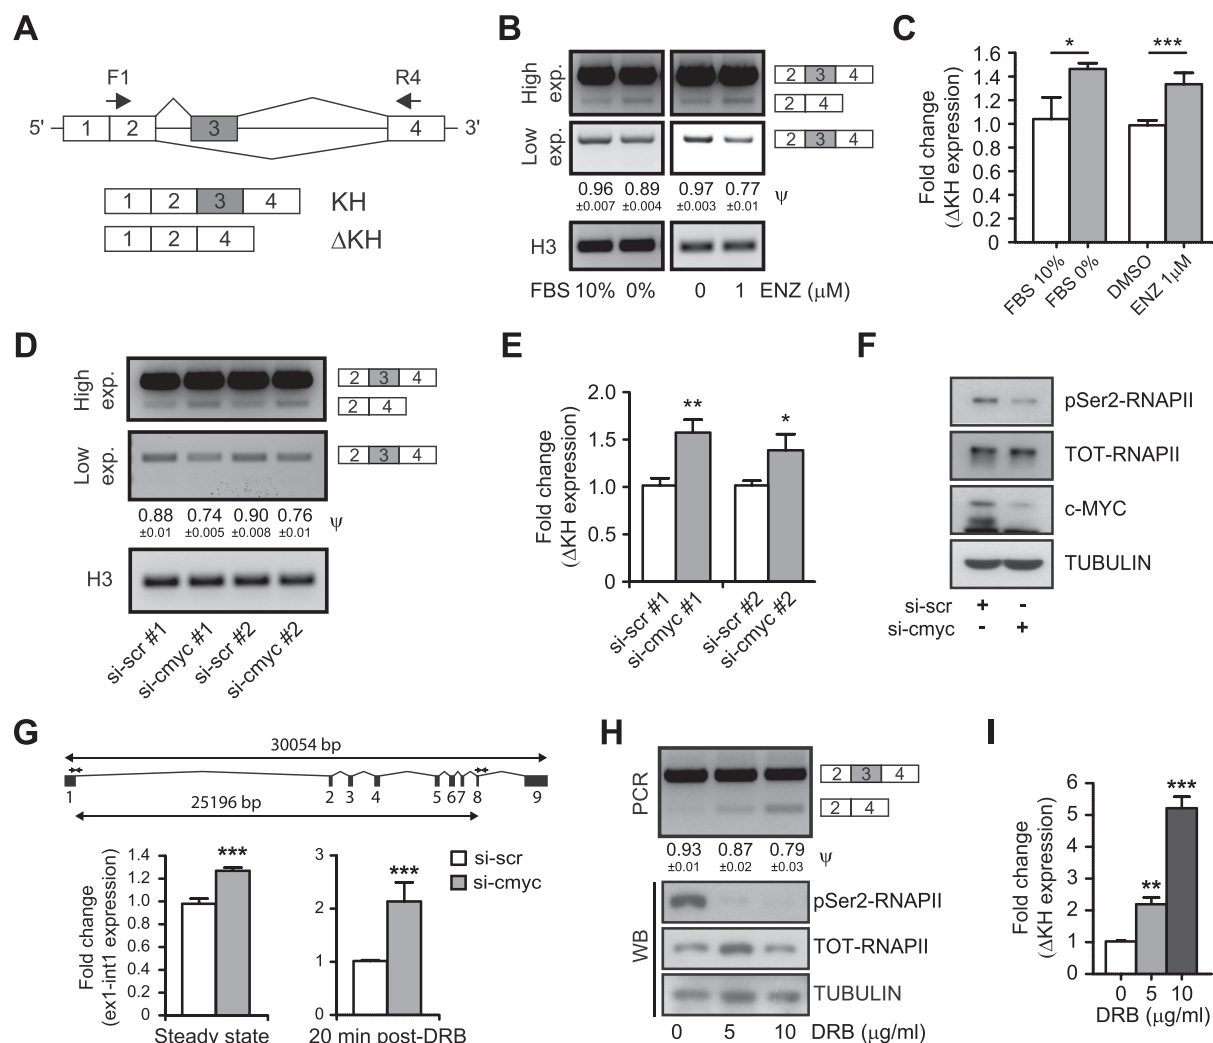 A
F1 R4
5' 1 2 3 4 3'
1 2 3 4 KH
1 2 4 ΔKH
B
High exp.
2 3 4
2 4
Low exp.
2 3 4
0.96 0.89 0.97 0.77 ψ
±0.007 ±0.004 ±0.003 ±0.01
H3
FBS 10% 0% 0 1 ENZ (μM)
C
Fold change
(ΔKH expression)
1.6
1.4
1.2
1.0
0.8
0.6
0.4
0.2
0
* ***
FBS 10% FBS 0% DMSO ENZ 1μM
D
High exp.
2 3 4
2 4
Low exp.
2 3 4
0.88 0.74 0.90 0.76 ψ
±0.01 ±0.005 ±0.008 ±0.01
H3
si-scr #1 si-cmyc #1 si-scr #2 si-cmyc #2
E
Fold change
(ΔKH expression)
2.0
1.5
1.0
0.5
0
** *
si-scr #1 si-cmyc #1 si-scr #2 si-cmyc #2
F
pSer2-RNAPII
TOT-RNAPII
c-MYC
TUBULIN
si-scr + -
si-cmyc - +
G
30054 bp
1 2 3 4 5 6 7 8 9
25196 bp
Fold change
(ex1-int1 expression)
1.4
1.2
1.0
0.8
0.6
0.4
0.2
0
***
Steady state
3
2
1
0
***
20 min post-DRB
si-scr
si-cmyc
H
PCR
2 3 4
2 4
0.93 0.87 0.79 ψ
±0.01 ±0.02 ±0.03
WB
pSer2-RNAPII
TOT-RNAPII
TUBULIN
0 5 10 DRB (μg/ml)
I
Fold change
(ΔKH expression)
6
5
4
3
2
1
0
** ***
0 5 10
DRB (μg/ml)